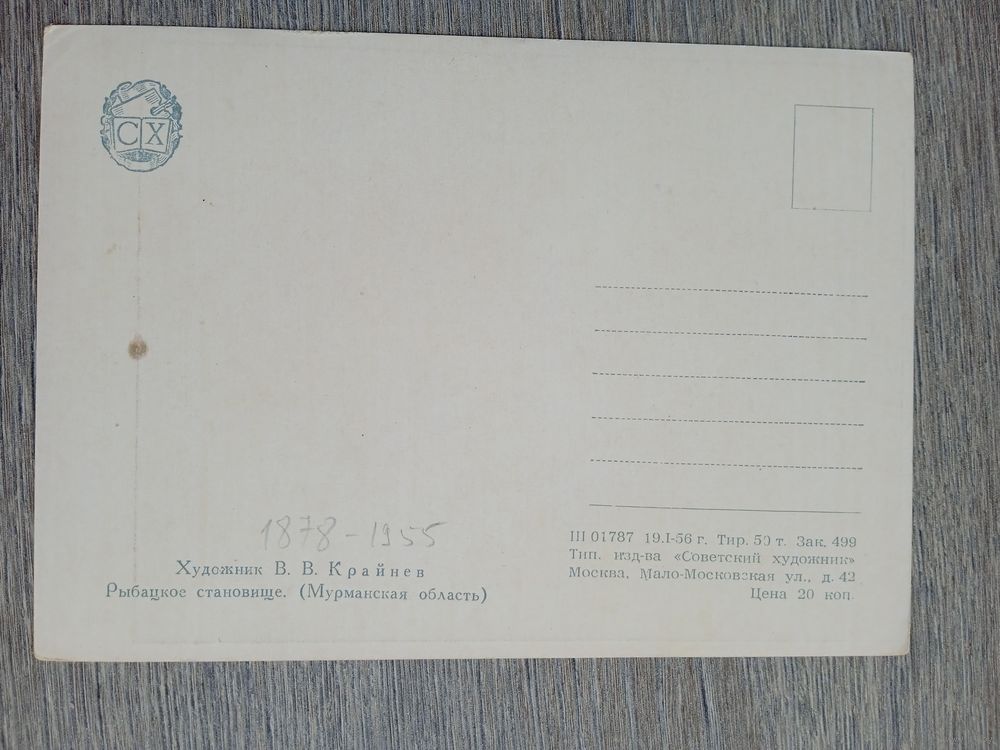 СХ
1878-1955
Художник В. В. Крайнев
Рыбацкое становище. (Мурманская область)
Ш 01787 19.I-56 г. Тир. 50 т. Зак. 499
Тип. изд-ва «Советский художник»
Москва, Мало-Московская ул., д. 42
Цена 20 коп.